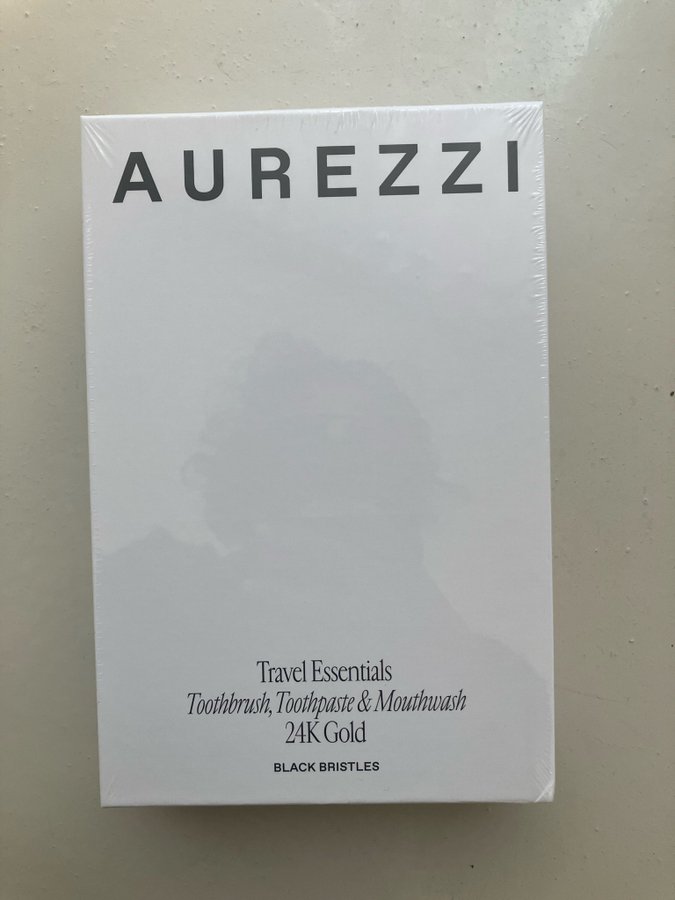 AUREZZI
Travel Essentials
Toothbrush, Toothpaste & Mouthwash
24K Gold
BLACK BRISTLES